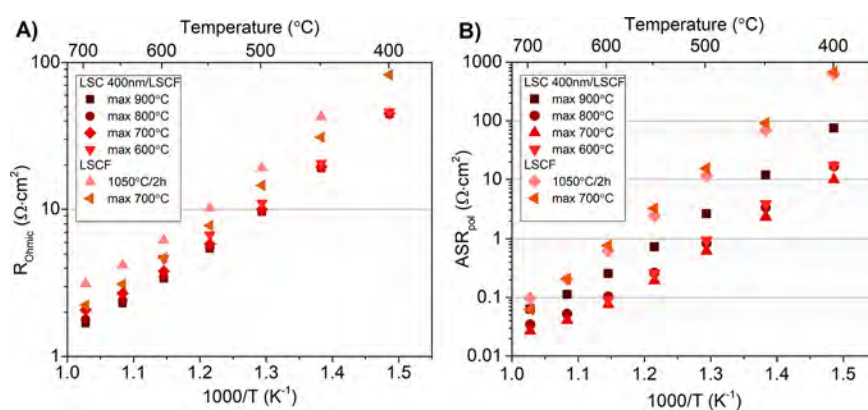 A)
Temperature (°C)
700 600 500 400
100
10
1
R_Ohmic (Ω·cm²)
LSC 400nm/LSCF
max 900°C
max 800°C
max 700°C
max 600°C
LSCF
1050°C/2h
max 700°C
1.0 1.1 1.2 1.3 1.4 1.5
1000/T (K⁻¹)
B)
Temperature (°C)
700 600 500 400
1000
100
10
1
0.1
0.01
ASR_pol (Ω·cm²)
LSC 400nm/LSCF
max 900°C
max 800°C
max 700°C
max 600°C
LSCF
1050°C/2h
max 700°C
1.0 1.1 1.2 1.3 1.4 1.5
1000/T (K⁻¹)